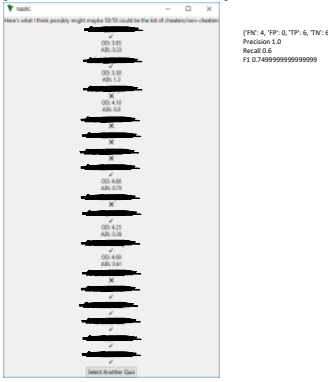 NARC
Here's what I think possibly might maybe 50/50 could be the list of cheaters/non-cheaters
✓
OD: 3.83
ABL 0.33
✓
OD: 3.30
ABL 1.2
✕
OD: 4.10
ABL 0.0
✕
✕
✕
✓
OD: 4.00
ABL 0.73
✕
✓
OD: 4.25
ABL 0.26
✓
OD: 4.09
ABL 0.61
✕
✓
✓
✓
✓
✓
Select Another Quiz
{'FN': 4, 'FP': 0, 'TP': 6, 'TN': 6
Precision 1.0
Recall 0.6
F1 0.7499999999999999